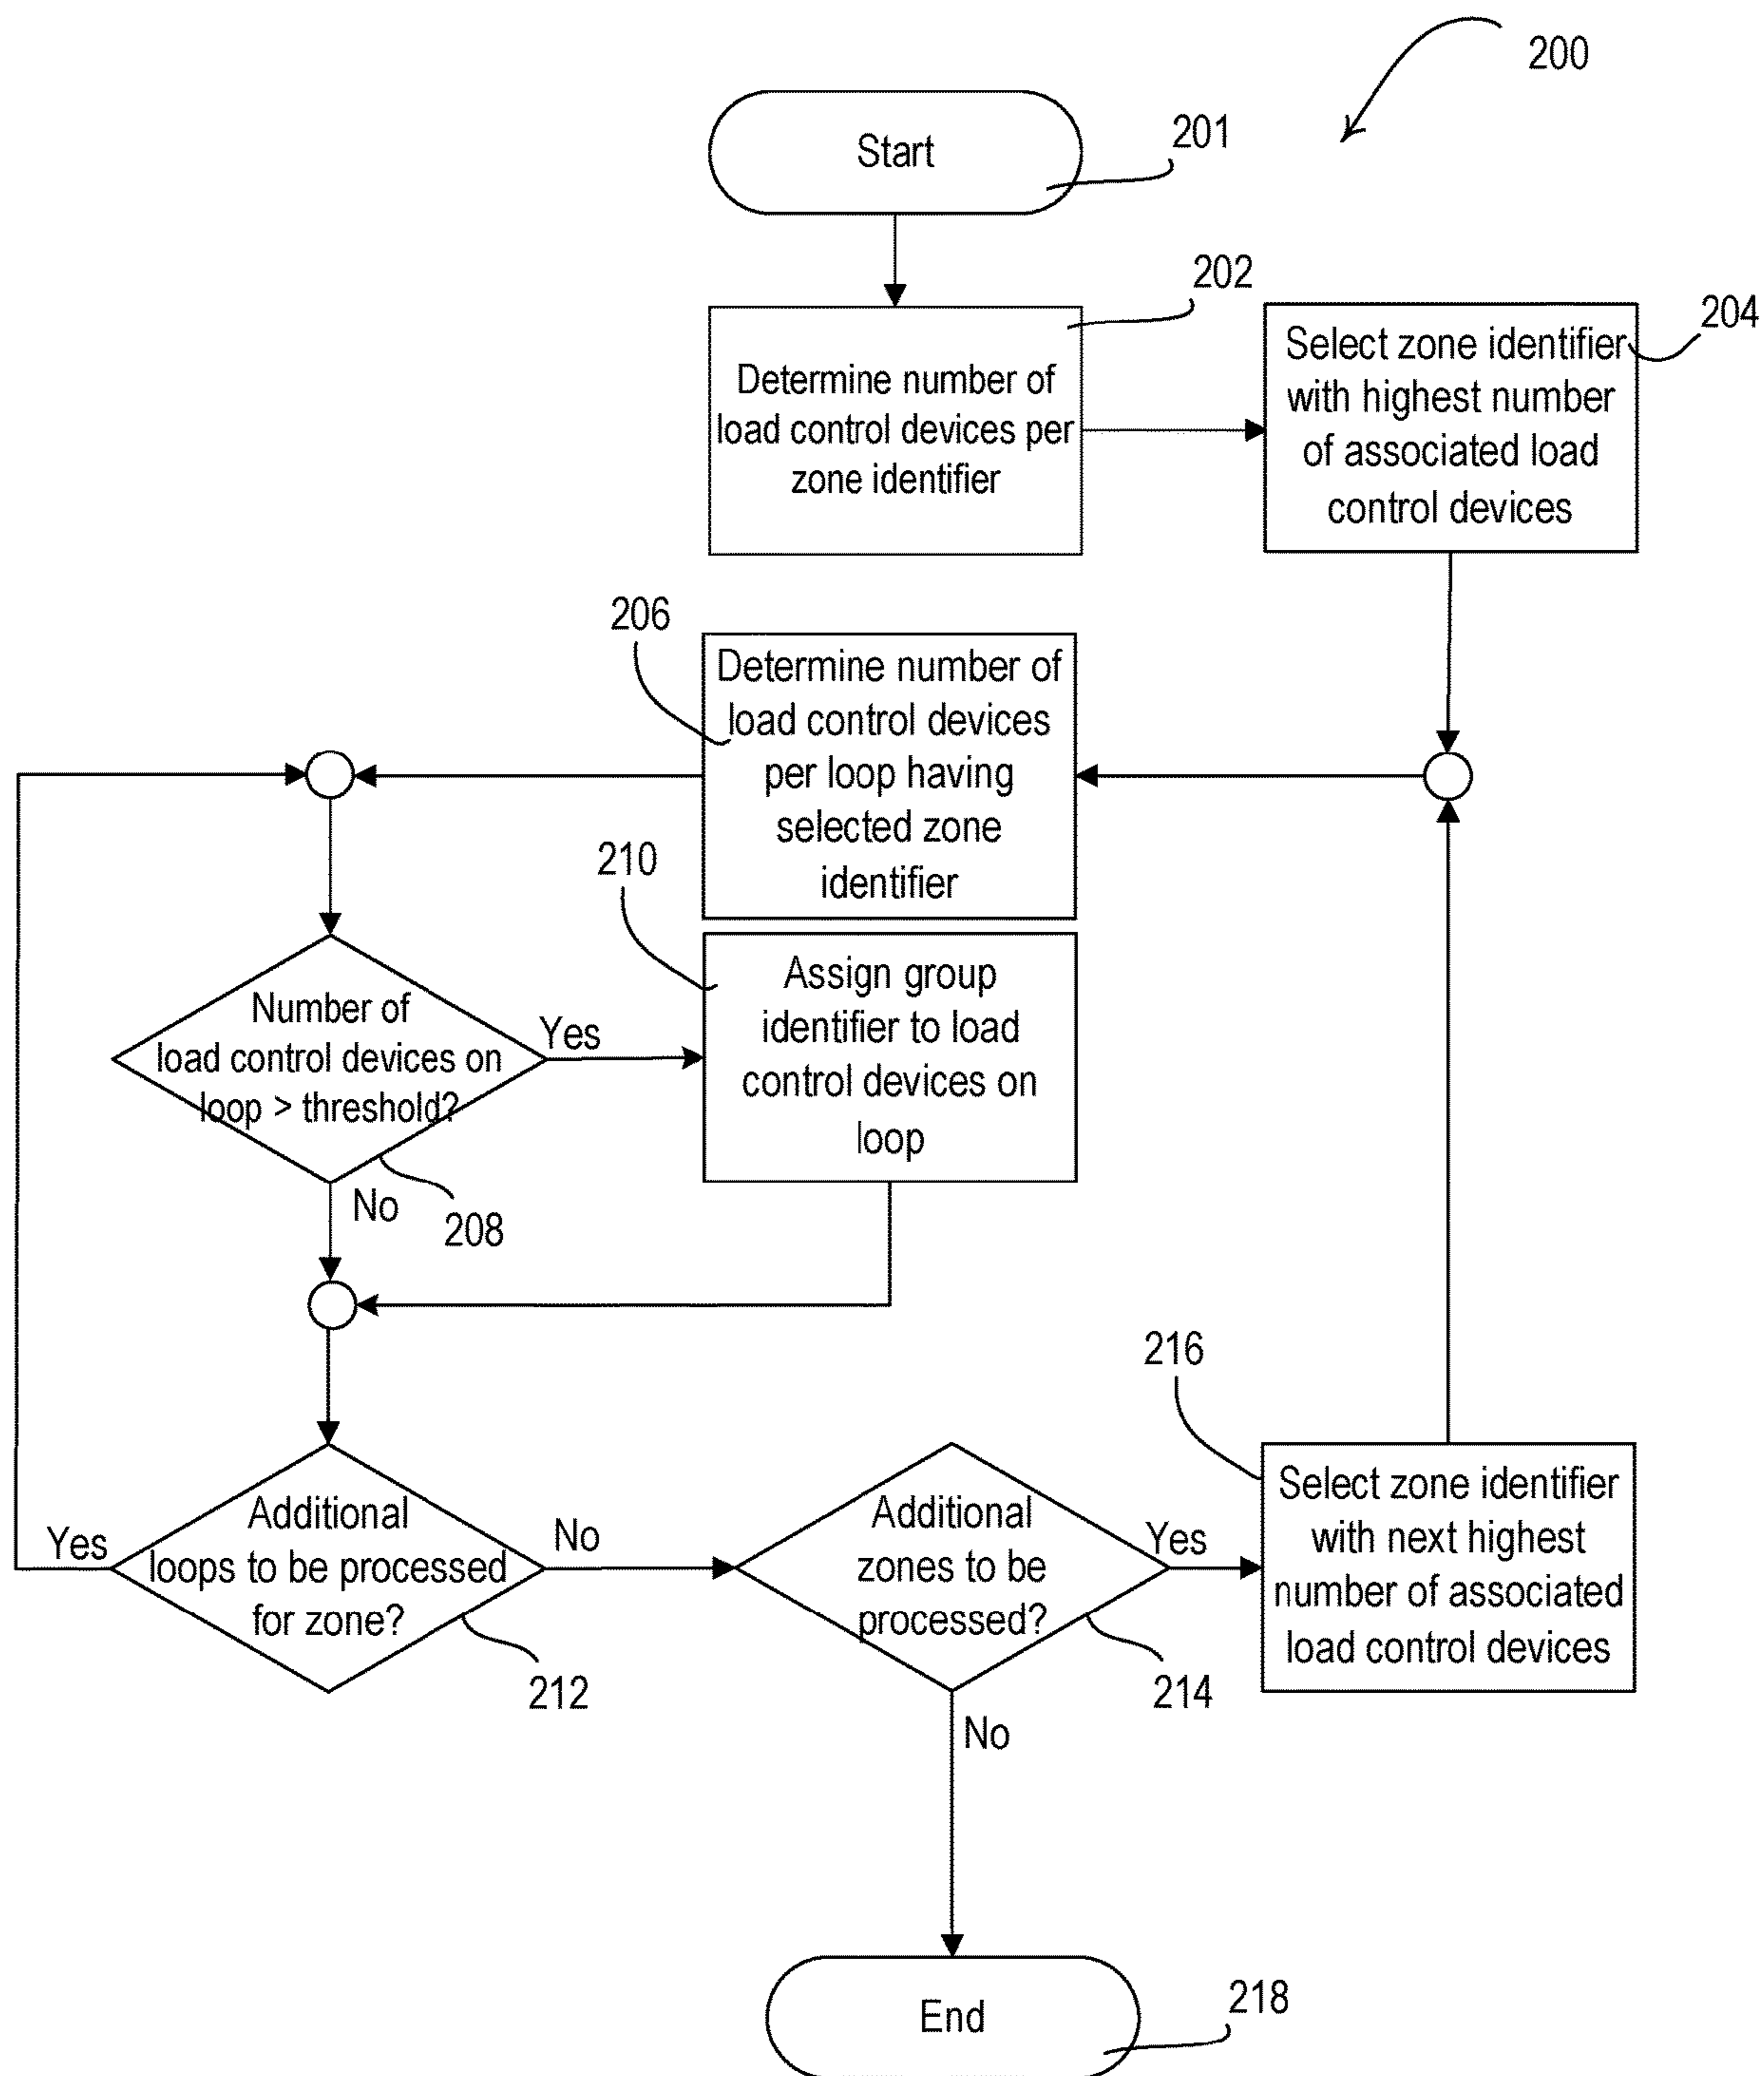 200
Start
201
202
Determine number of
load control devices per
zone identifier
204
Select zone identifier
with highest number
of associated load
control devices
206
Determine number of
load control devices
per loop having
selected zone
identifier
210
Assign group
identifier to load
control devices on
loop
Number of
load control devices on
loop > threshold?
Yes
No
208
Additional
loops to be processed
for zone?
Yes
No
212
Additional
zones to be
processed?
Yes
No
214
216
Select zone identifier
with next highest
number of associated
load control devices
End
218